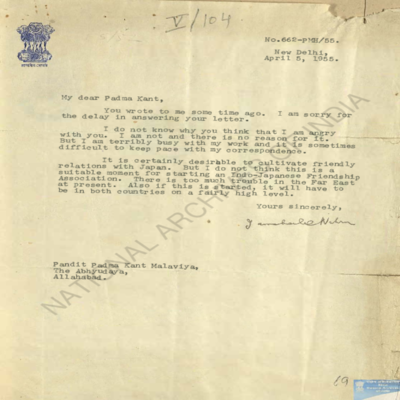 V/104
No.662-PMH/55.
New Delhi,
April 5, 1955.
My dear Padma Kant,
You wrote to me some time ago. I am sorry for
the delay in answering your letter.
I do not know why you think that I am angry
with you. I am not and there is no reason for it.
But I am terribly busy with my work and it is sometimes
difficult to keep pace with my correspondence.
It is certainly desirable to cultivate friendly
relations with Japan. But I do not think this is a
suitable moment for starting an Indo-Japanese Friendship
Association. There is too much trouble in the Far East
at present. Also if this is started, it will have to
be in both countries on a fairly high level.
Yours sincerely,
Pandit Padma Kant Malaviya,
The Abhyudaya,
Allahabad.
NATIONAL ARCHIVES INDIA